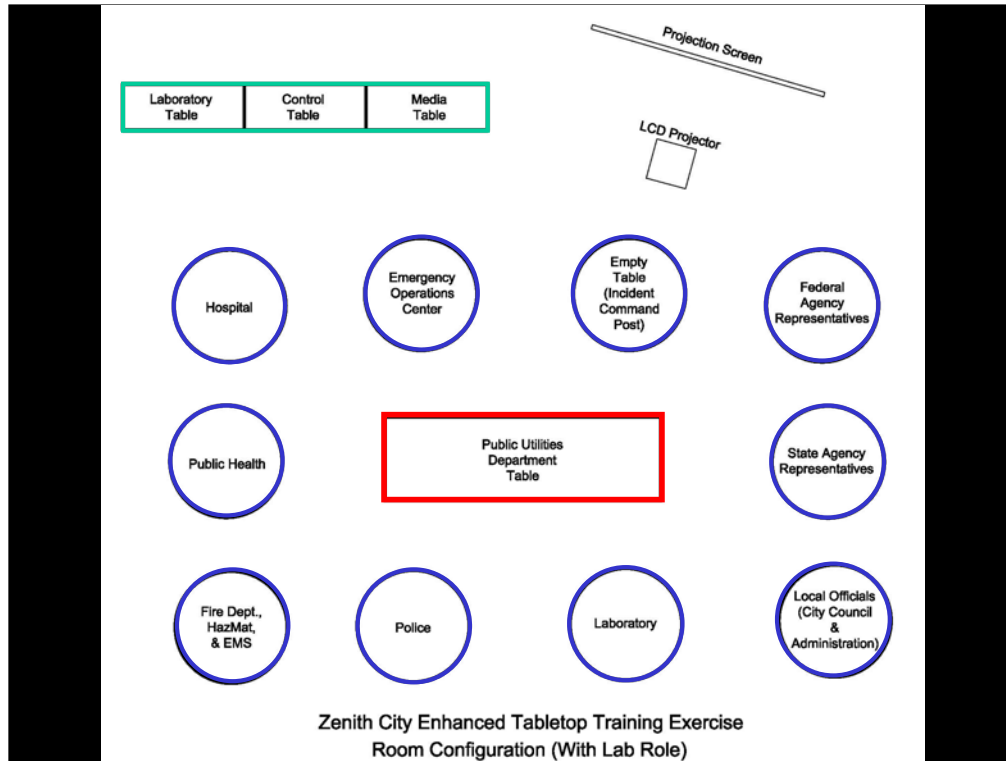 Projection Screen
Laboratory
Table
Control
Table
Media
Table
LCD Projector
Hospital
Emergency
Operations
Center
Empty
Table
(Incident
Command
Post)
Federal
Agency
Representatives
Public Health
Public Utilities
Department
Table
State Agency
Representatives
Fire Dept.,
HazMat,
& EMS
Police
Laboratory
Local Officials
(City Council
&
Administration)
Zenith City Enhanced Tabletop Training Exercise
Room Configuration (With Lab Role)